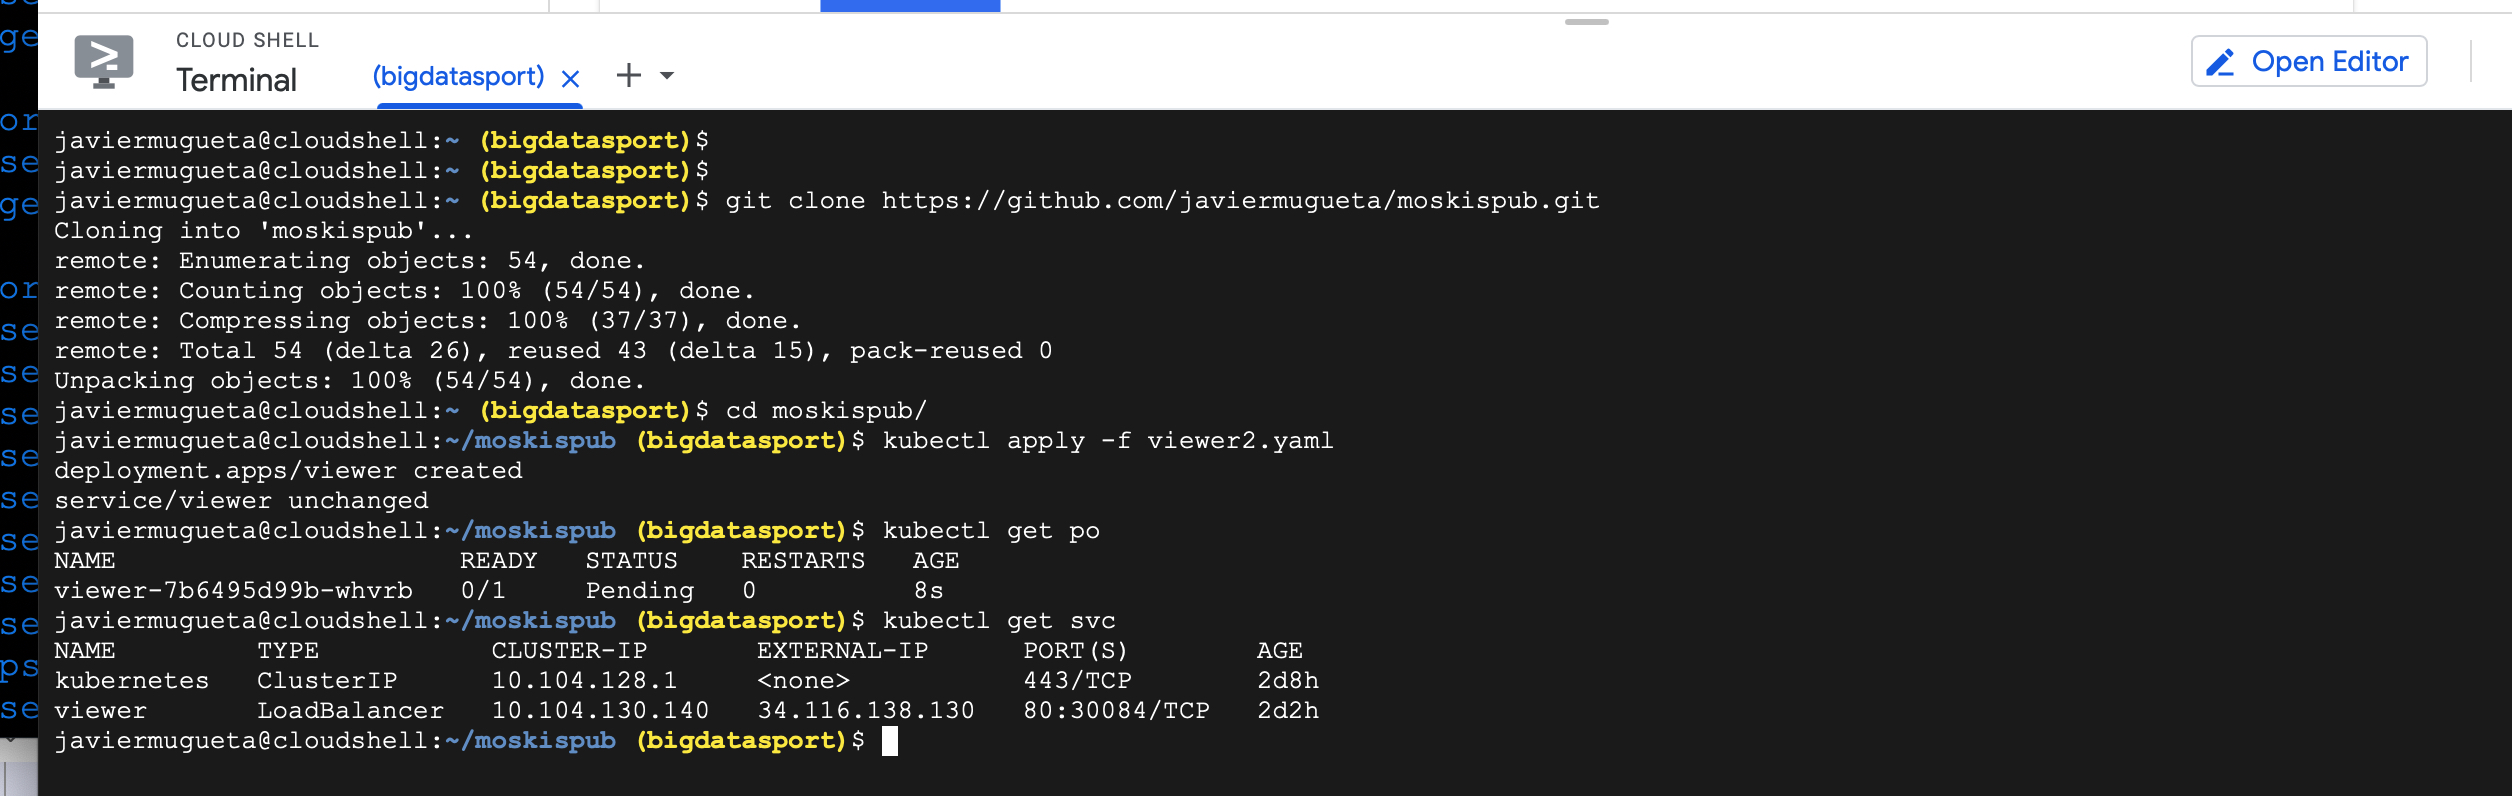 CLOUD SHELL
Terminal
(bigdatasport)
Open Editor
javiermugueta@cloudshell:~ (bigdatasport)$
javiermugueta@cloudshell:~ (bigdatasport)$
javiermugueta@cloudshell:~ (bigdatasport)$ git clone https://github.com/javiermugueta/moskispub.git
Cloning into 'moskispub'...
remote: Enumerating objects: 54, done.
remote: Counting objects: 100% (54/54), done.
remote: Compressing objects: 100% (37/37), done.
remote: Total 54 (delta 26), reused 43 (delta 15), pack-reused 0
Unpacking objects: 100% (54/54), done.
javiermugueta@cloudshell:~ (bigdatasport)$ cd moskispub/
javiermugueta@cloudshell:~/moskispub (bigdatasport)$ kubectl apply -f viewer2.yaml
deployment.apps/viewer created
service/viewer unchanged
javiermugueta@cloudshell:~/moskispub (bigdatasport)$ kubectl get po
NAME READY STATUS RESTARTS AGE
viewer-7b6495d99b-whvrb 0/1 Pending 0 8s
javiermugueta@cloudshell:~/moskispub (bigdatasport)$ kubectl get svc
NAME TYPE CLUSTER-IP EXTERNAL-IP PORT(S) AGE
kubernetes ClusterIP 10.104.128.1 <none> 443/TCP 2d8h
viewer LoadBalancer 10.104.130.140 34.116.138.130 80:30084/TCP 2d2h
javiermugueta@cloudshell:~/moskispub (bigdatasport)$